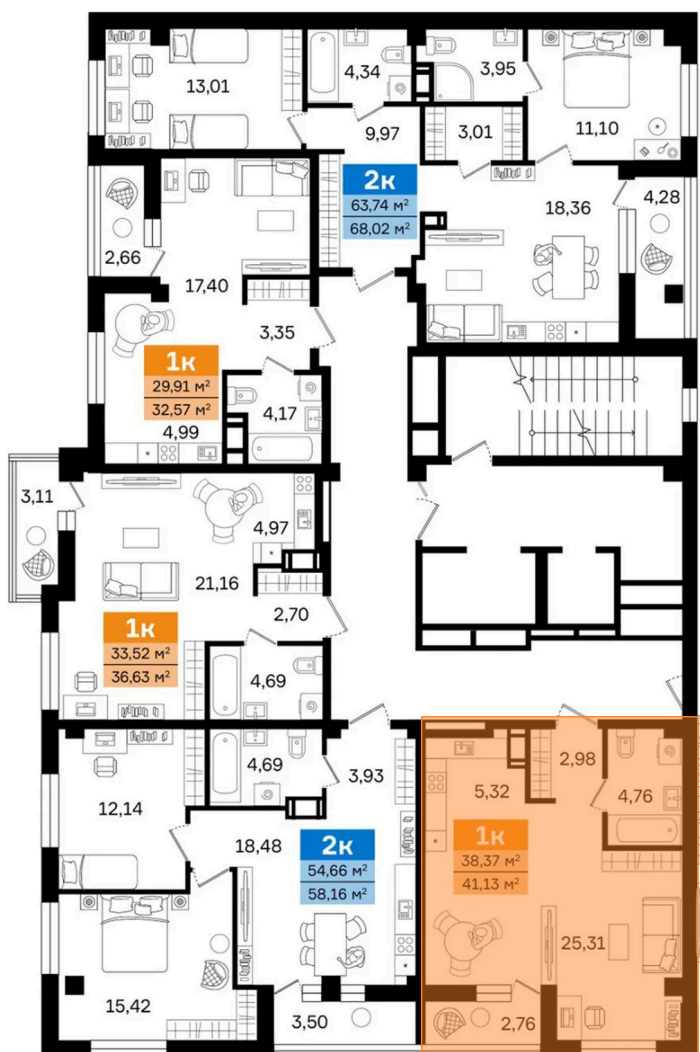 13,01
4,34
3,95
11,10
9,97
3,01
2к
63,74 м²
68,02 м²
18,36
4,28
2,66
17,40
3,35
1к
29,91 м²
32,57 м²
4,17
4,99
3,11
4,97
21,16
2,70
1к
33,52 м²
36,63 м²
4,69
4,69
3,93
2,98
5,32
4,76
12,14
18,48
2к
54,66 м²
58,16 м²
1к
38,37 м²
41,13 м²
25,31
15,42
3,50
2,76